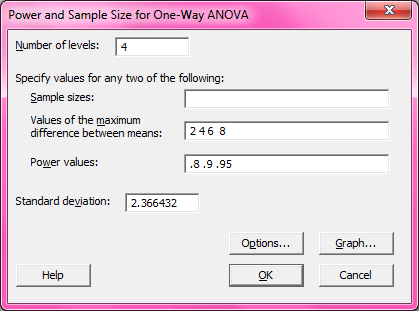 Power and Sample Size for One-Way ANOVA
Number of levels: 4
Specify values for any two of the following:
Sample sizes:
Values of the maximum
difference between means: 2 4 6 8
Power values: .8 .9 .95
Standard deviation: 2.366432
Options... Graph...
Help OK Cancel